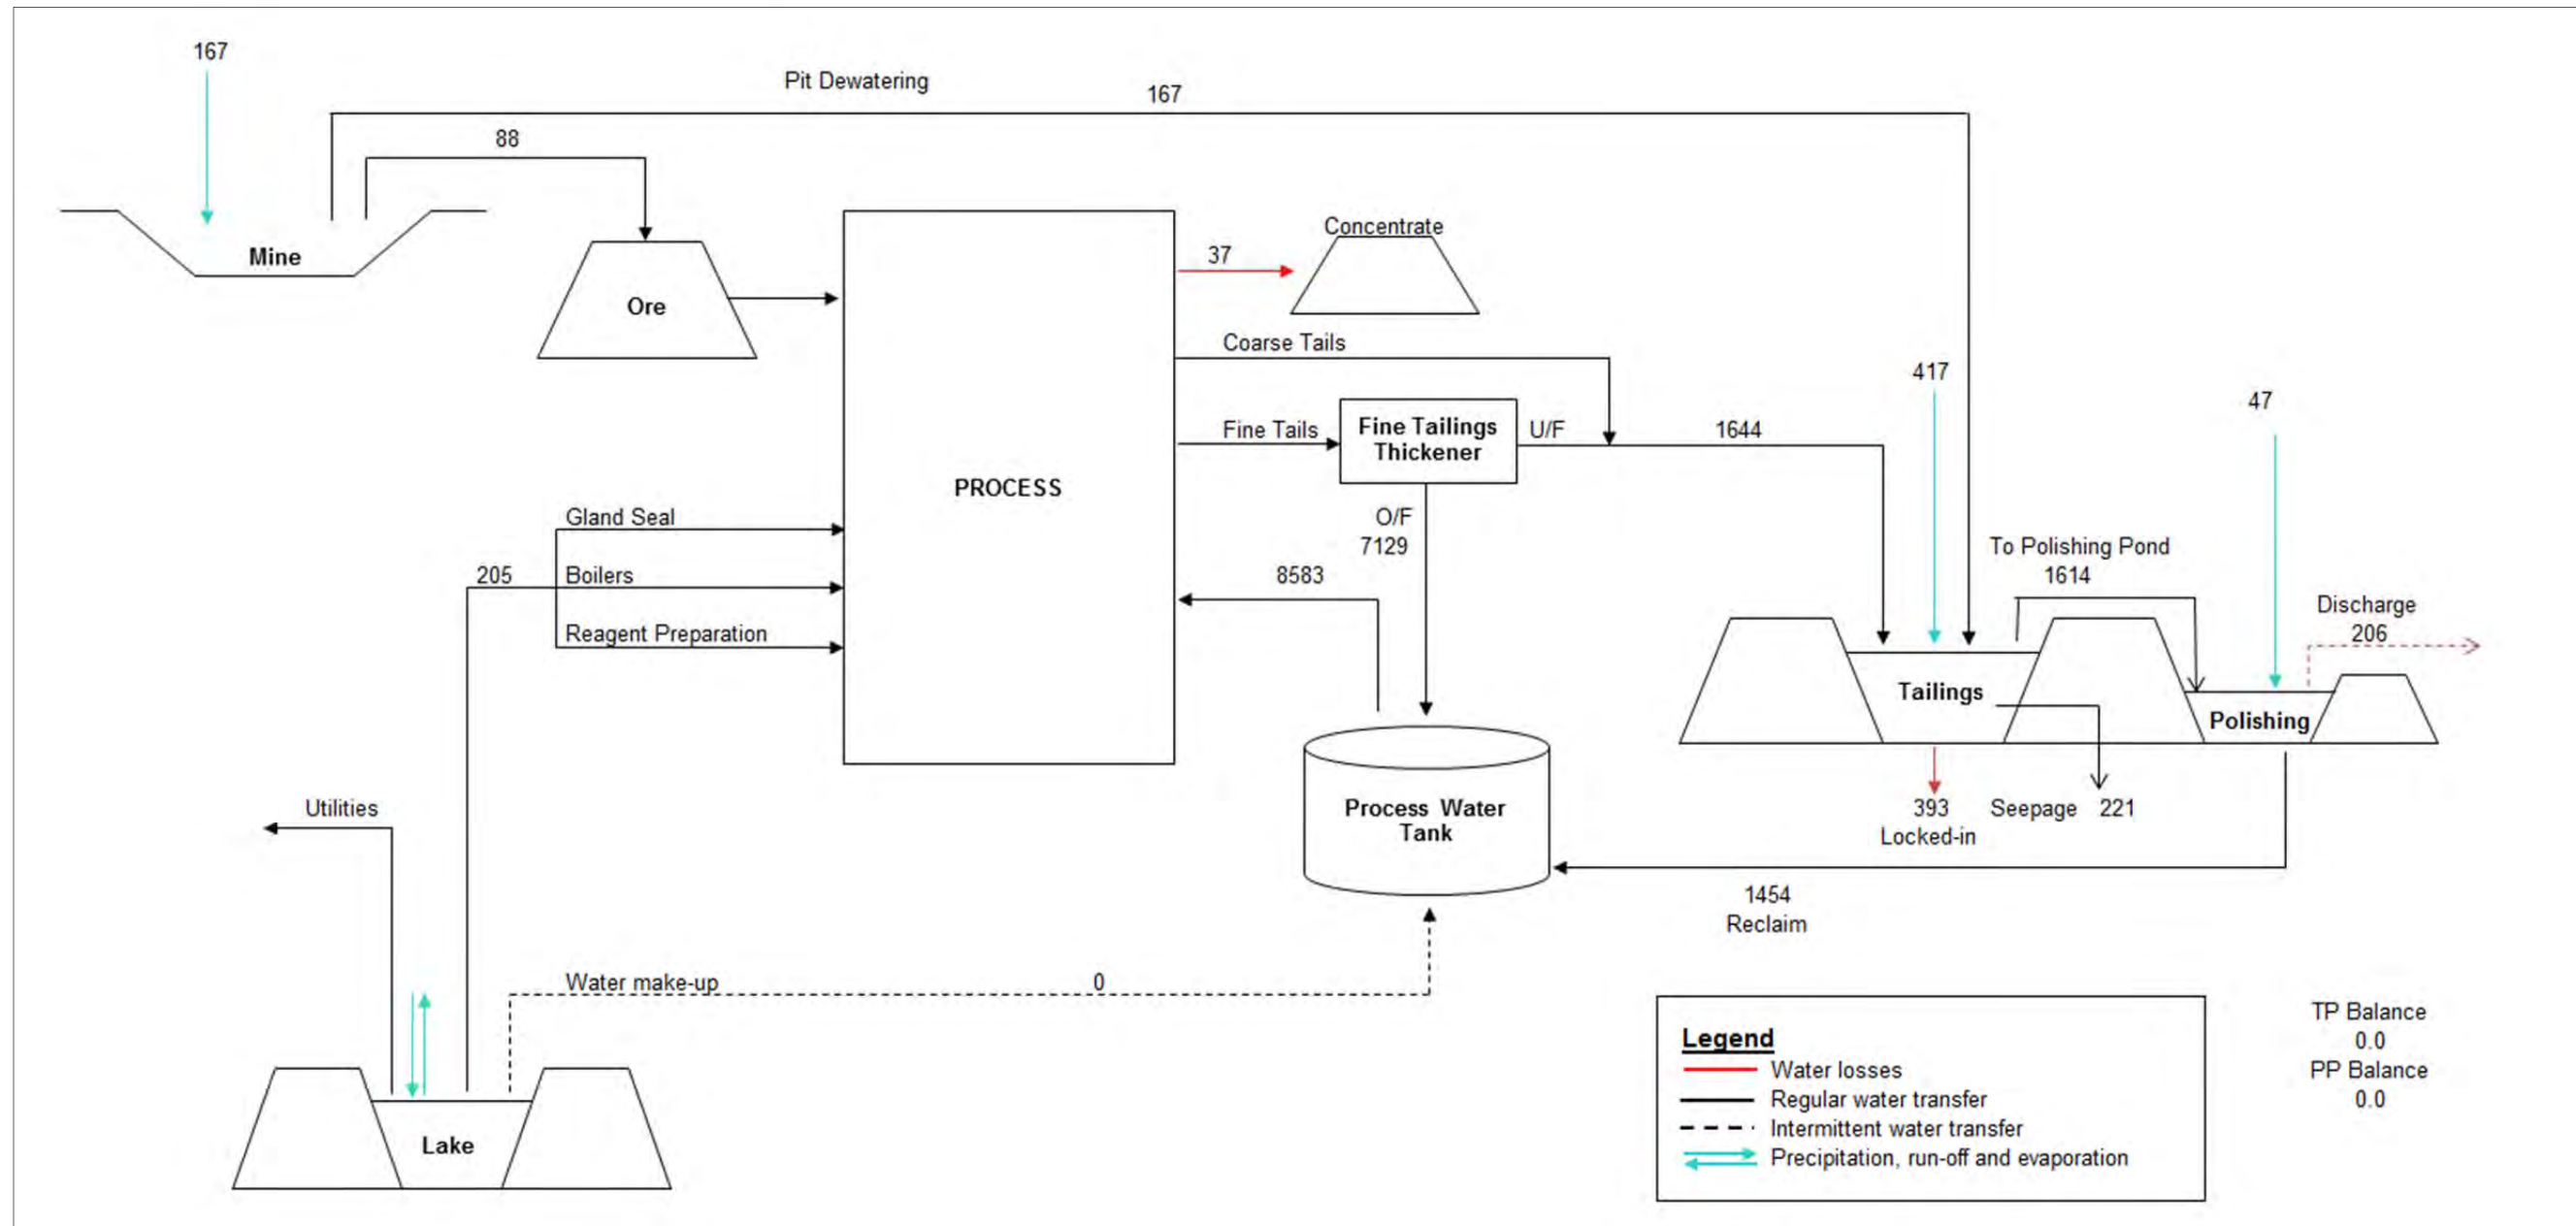 167
Pit Dewatering
167
88
Mine
Ore
Concentrate
37
Coarse Tails
Fine Tails
Fine Tailings
Thickener
U/F
1644
417
47
PROCESS
O/F
7129
8583
Gland Seal
205
Boilers
Reagent Preparation
To Polishing Pond
1614
Discharge
206
Tailings
Polishing
Process Water
Tank
393
Locked-in
Seepage 221
1454
Reclaim
Utilities
Water make-up
0
Lake
Legend
Water losses
Regular water transfer
Intermittent water transfer
Precipitation, run-off and evaporation
TP Balance
0.0
PP Balance
0.0